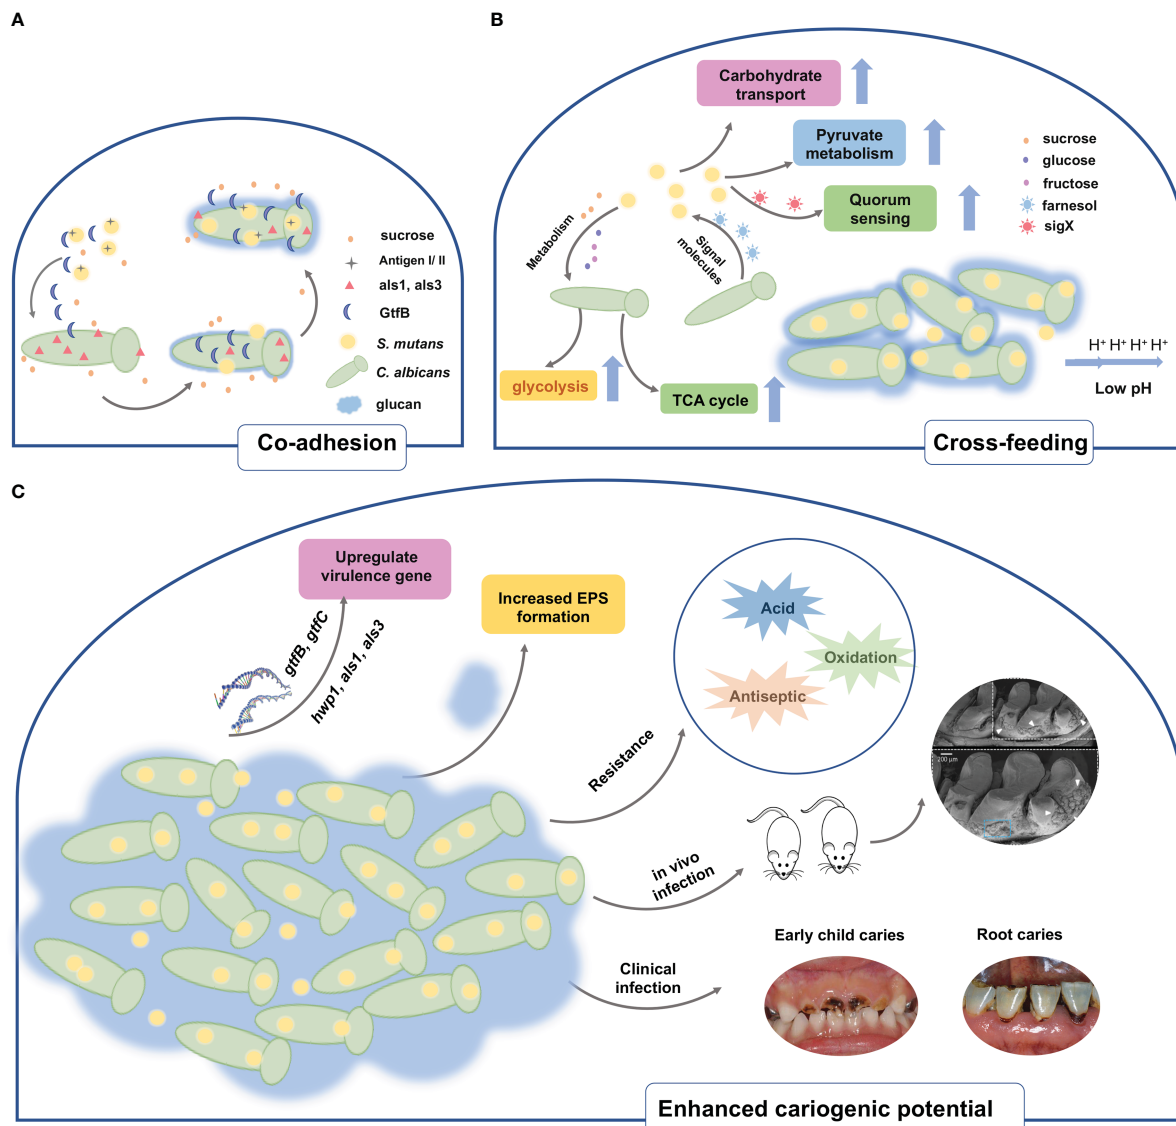 A
sucrose
Antigen I/ II
als1, als3
GtfB
S. mutans
C. albicans
glucan
Co-adhesion
B
Carbohydrate
transport
Pyruvate
metabolism
Quorum
sensing
sucrose
glucose
fructose
farnesol
sigX
Metabolism
Signal
molecules
glycolysis
TCA cycle
H+ H+ H+ H+
Low pH
Cross-feeding
C
Upregulate
virulence gene
gtfB, gtfC
hwp1, als1, als3
Increased EPS
formation
Acid
Oxidation
Antiseptic
Resistance
in vivo
infection
200 µm
Clinical
infection
Early child caries
Root caries
Enhanced cariogenic potential